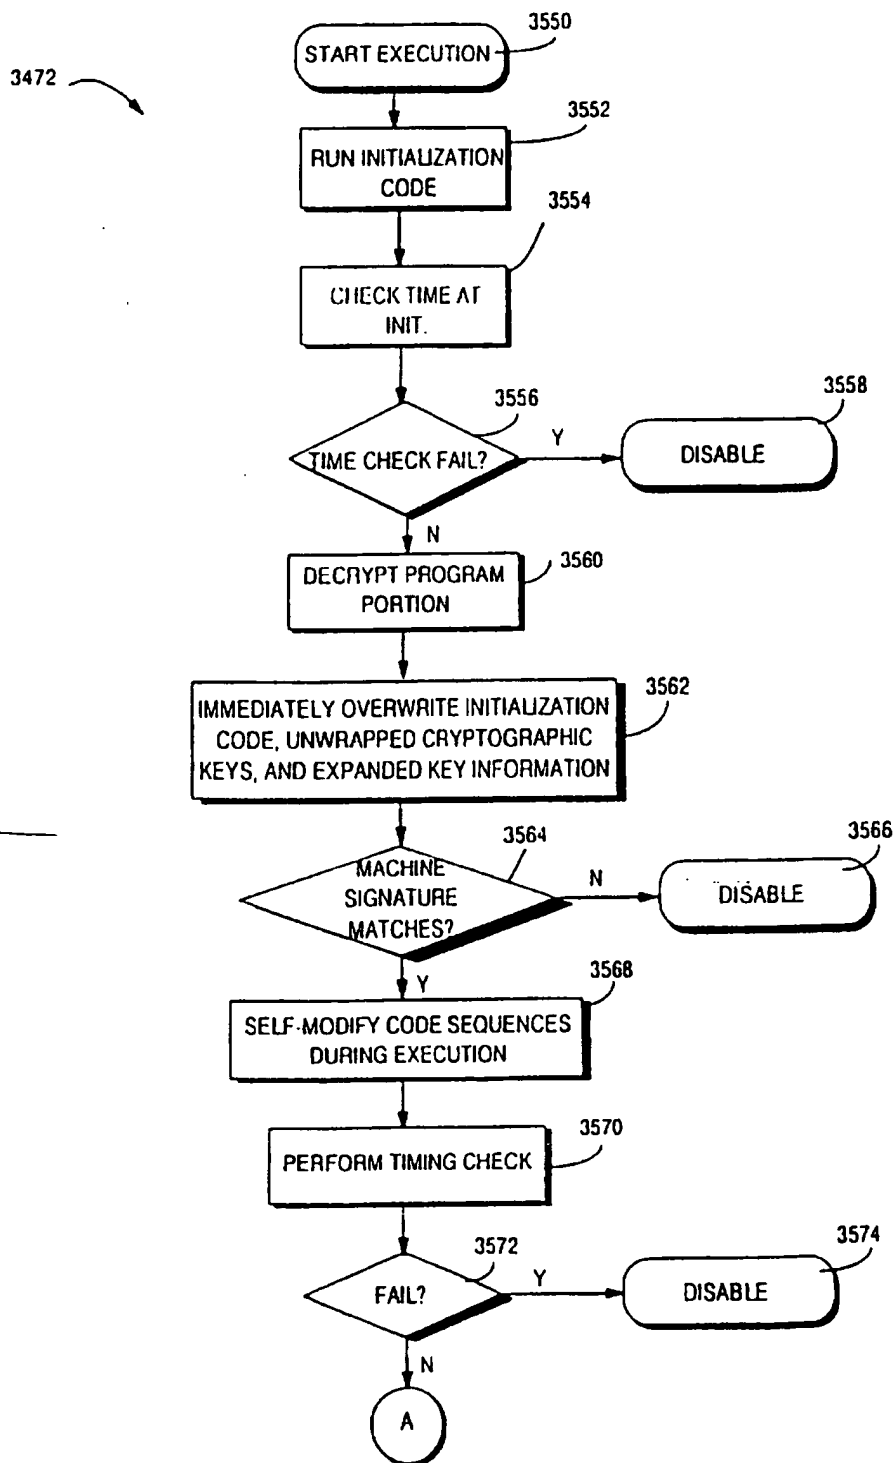 3550
START EXECUTION
3472
3552
RUN INITIALIZATION
CODE
3554
CHECK TIME AT
INIT.
3556
3558
TIME CHECK FAIL?
Y
DISABLE
N
3560
DECRYPT PROGRAM
PORTION
3562
IMMEDIATELY OVERWRITE INITIALIZATION
CODE, UNWRAPPED CRYPTOGRAPHIC
KEYS, AND EXPANDED KEY INFORMATION
3564
3566
MACHINE
SIGNATURE
MATCHES?
N
DISABLE
Y
3568
SELF-MODIFY CODE SEQUENCES
DURING EXECUTION
3570
PERFORM TIMING CHECK
3572
3574
FAIL?
Y
DISABLE
N
A